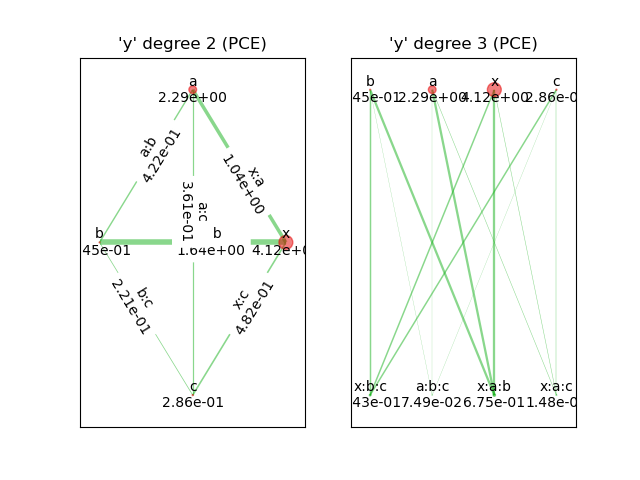 'y' degree 2 (PCE)
a
2.29e+00
a:b
4.22e-01
x:a
1.04e+00
a:c
3.61e-01
b
45e-01
b
1.64e+00
x
4.12e+0
b:c
2.21e-01
x:c
4.82e-01
c
2.86e-01
'y' degree 3 (PCE)
b a x c
45e-01 2.29e+00 4.12e+00 2.86e-0
x:b:c a:b:c x:a:b x:a:c
43e-01 7.49e-02 6.75e-01 1.48e-0